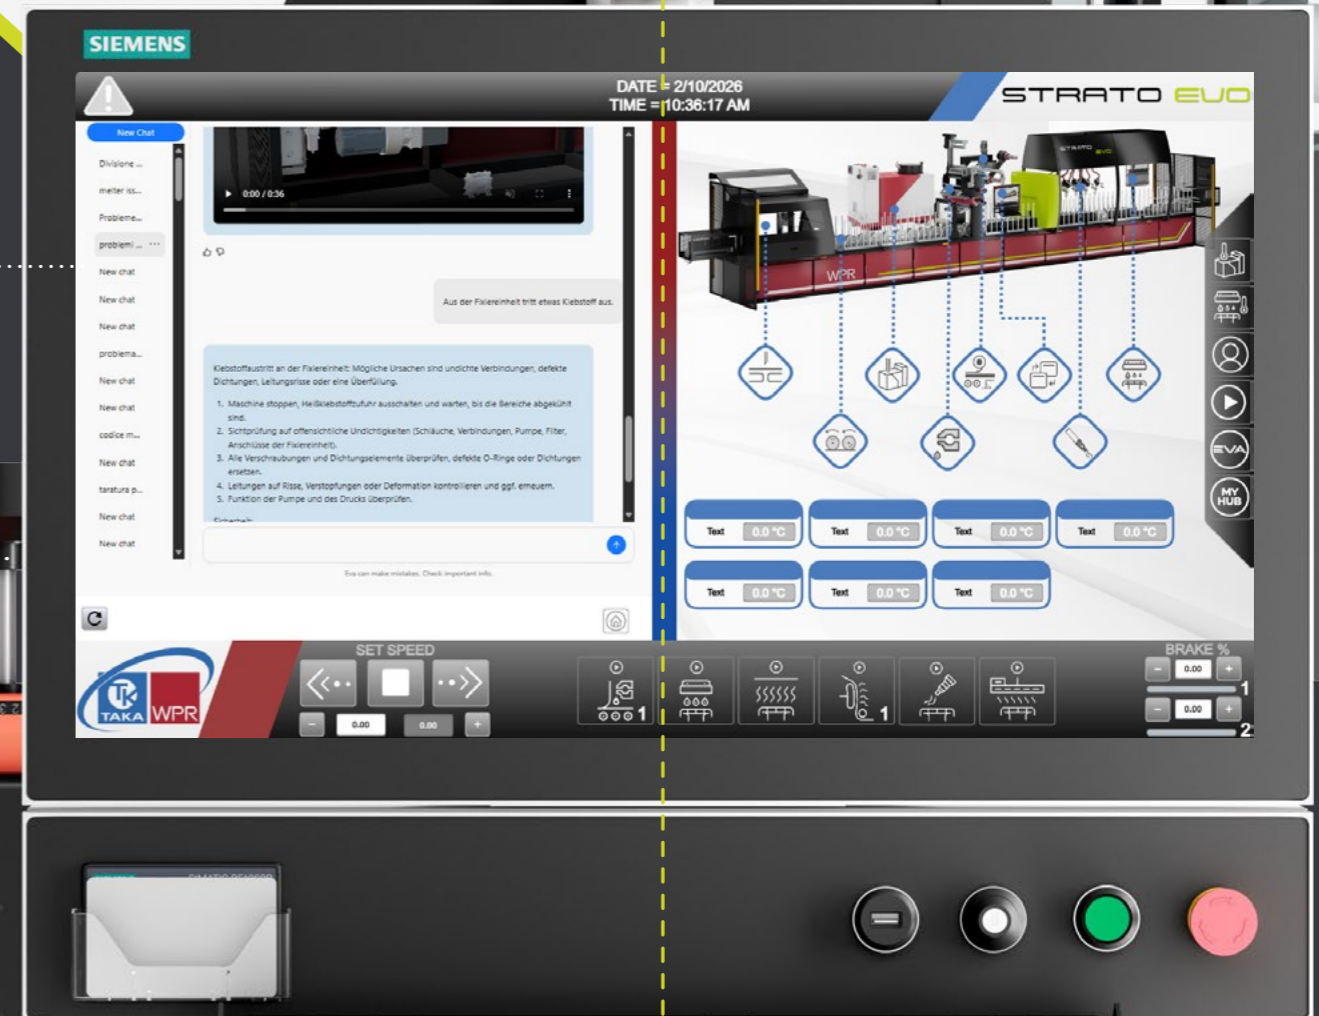 SIEMENS
DATE = 2/10/2026
TIME = 10:36:17 AM
STRATO EVO
New Chat
Divisione ...
melter iss...
Probleme...
problemi ... ...
New chat
New chat
New chat
problema...
New chat
New chat
codice m...
New chat
taratura p...
New chat
New chat
0:00 / 0:36
Aus der Fixiereinheit tritt etwas Klebstoff aus.
Klebstoffaustritt an der Fixiereinheit: Mögliche Ursachen sind undichte Verbindungen, defekte
Dichtungen, Leitungsrisse oder eine Überfüllung.
1. Maschine stoppen, Heißklebstoffzufuhr ausschalten und warten, bis die Bereiche abgekühlt
sind.
2. Sichtprüfung auf offensichtliche Undichtigkeiten (Schläuche, Verbindungen, Pumpe, Filter,
Anschlüsse der Fixiereinheit).
3. Alle Verschraubungen und Dichtungselemente überprüfen, defekte O-Ringe oder Dichtungen
ersetzen.
4. Leitungen auf Risse, Verstopfungen oder Deformation kontrollieren und ggf. erneuern.
5. Funktion der Pumpe und des Drucks überprüfen.
Sicherheit:
Eva can make mistakes. Check important info.
STRATO EVO
WPR
EVA
MY
HUB
Text 0.0 °C
Text 0.0 °C
Text 0.0 °C
Text 0.0 °C
Text 0.0 °C
Text 0.0 °C
Text 0.0 °C
TK
TAKA WPR
SET SPEED
- 0.00 0.00 +
1
1
BRAKE %
- 0.00 +
1
- 0.00 +
2